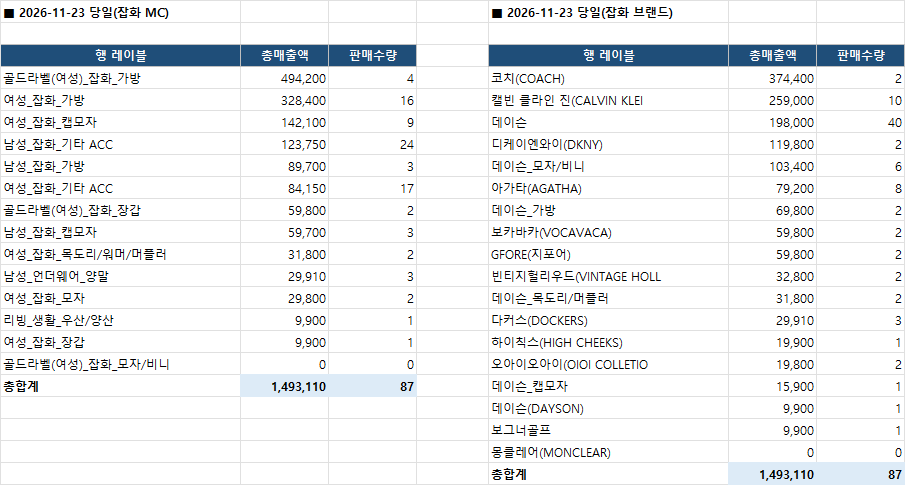 ■ 2026-11-23 당일(잡화 MC)
행 레이블 총매출액 판매수량
골드라벨(여성)_잡화_가방 494,200 4
여성_잡화_가방 328,400 16
여성_잡화_캡모자 142,100 9
남성_잡화_기타 ACC 123,750 24
남성_잡화_가방 89,700 3
여성_잡화_기타 ACC 84,150 17
골드라벨(여성)_잡화_장갑 59,800 2
남성_잡화_캡모자 59,700 3
여성_잡화_목도리/워머/머플러 31,800 2
남성_언더웨어_양말 29,910 3
여성_잡화_모자 29,800 2
리빙_생활_우산/양산 9,900 1
여성_잡화_장갑 9,900 1
골드라벨(여성)_잡화_모자/비니 0 0
총합계 1,493,110 87
■ 2026-11-23 당일(잡화 브랜드)
행 레이블 총매출액 판매수량
코치(COACH) 374,400 2
캘빈 클라인 진(CALVIN KLEI 259,000 10
데이슨 198,000 40
디케이엔와이(DKNY) 119,800 2
데이슨_모자/비니 103,400 6
아가타(AGATHA) 79,200 8
데이슨_가방 69,800 2
보카바카(VOCAVACA) 59,800 2
GFORE(지포어) 59,800 2
빈티지헐리우드(VINTAGE HOLL 32,800 2
데이슨_목도리/머플러 31,800 2
다커스(DOCKERS) 29,910 3
하이칙스(HIGH CHEEKS) 19,900 1
오아이오아이(OIOI COLLETIO 19,800 2
데이슨_캡모자 15,900 1
데이슨(DAYSON) 9,900 1
보그너골프 9,900 1
몽클레어(MONCLEAR) 0 0
총합계 1,493,110 87